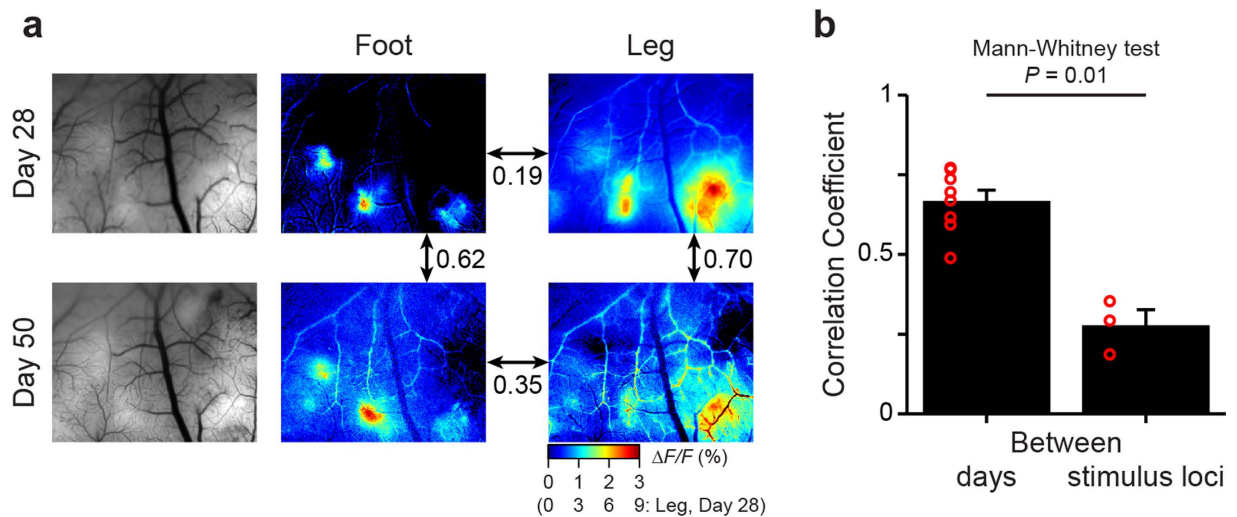 a
Foot
Leg
Day 28
0.19
0.62
0.70
Day 50
0.35
ΔF/F (%)
0 1 2 3
(0 3 6 9: Leg, Day 28)
b
Mann-Whitney test
P = 0.01
Correlation Coefficient
1
0.5
0
Between
days stimulus loci